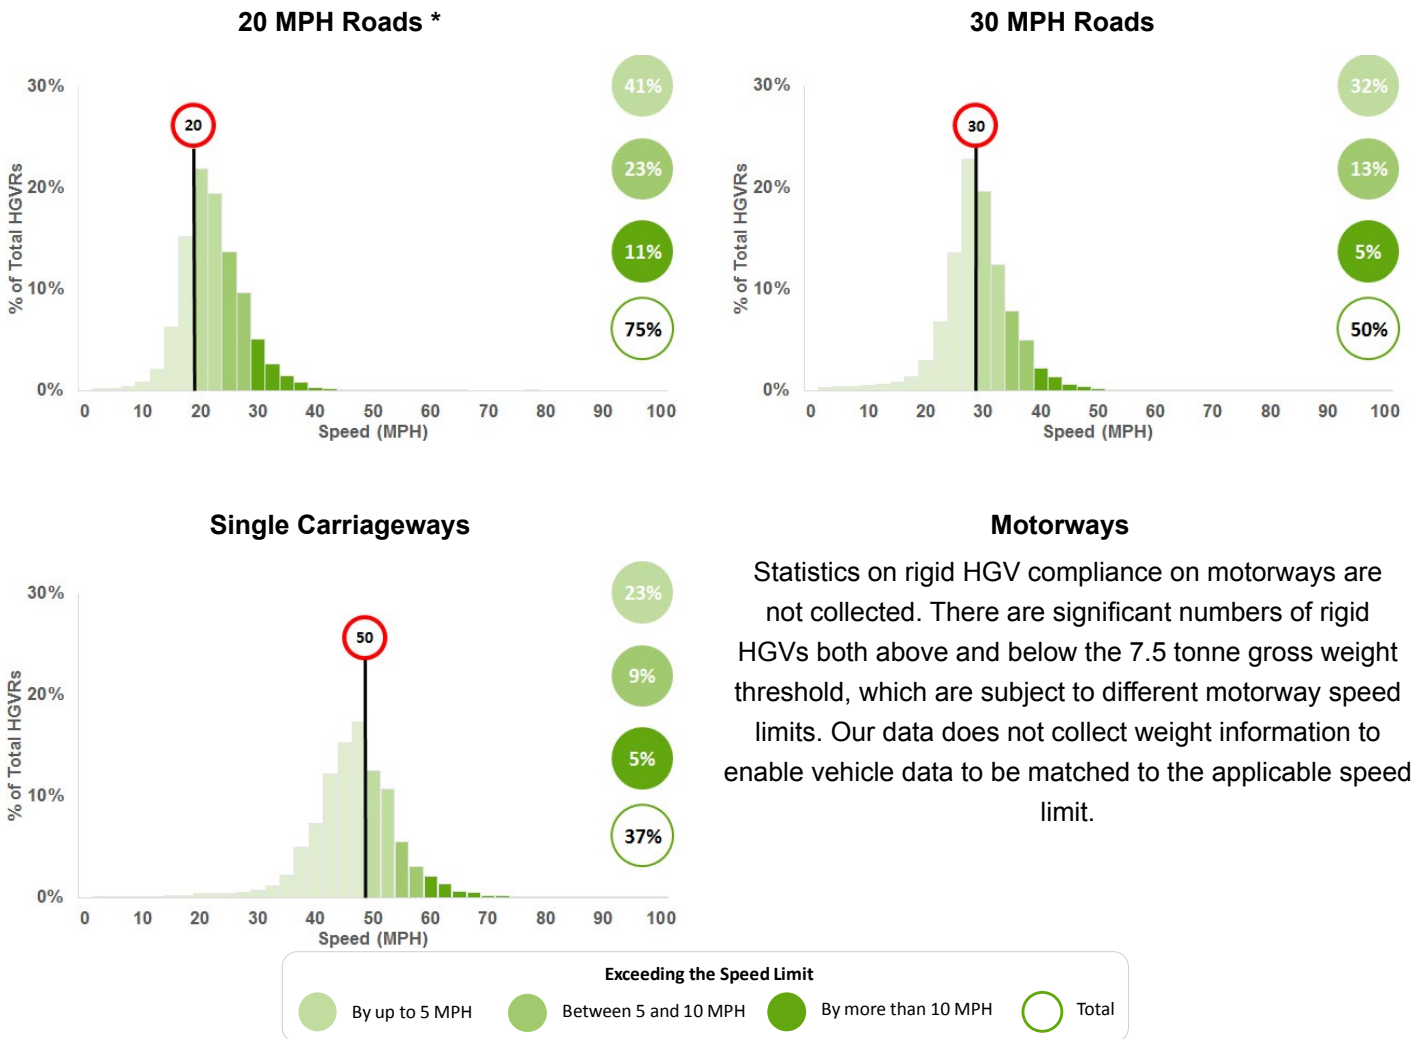 20 MPH Roads *
30%
20%
10%
0%
% of Total HGVRs
20
41%
23%
11%
75%
0 10 20 30 40 50 60 70 80 90 100
Speed (MPH)
30 MPH Roads
30%
20%
10%
0%
% of Total HGVRs
30
32%
13%
5%
50%
0 10 20 30 40 50 60 70 80 90 100
Speed (MPH)
Single Carriageways
30%
20%
10%
0%
% of Total HGVRs
50
23%
9%
5%
37%
0 10 20 30 40 50 60 70 80 90 100
Speed (MPH)
Motorways
Statistics on rigid HGV compliance on motorways are
not collected. There are significant numbers of rigid
HGVs both above and below the 7.5 tonne gross weight
threshold, which are subject to different motorway speed
limits. Our data does not collect weight information to
enable vehicle data to be matched to the applicable speed
limit.
Exceeding the Speed Limit
By up to 5 MPH
Between 5 and 10 MPH
By more than 10 MPH
Total